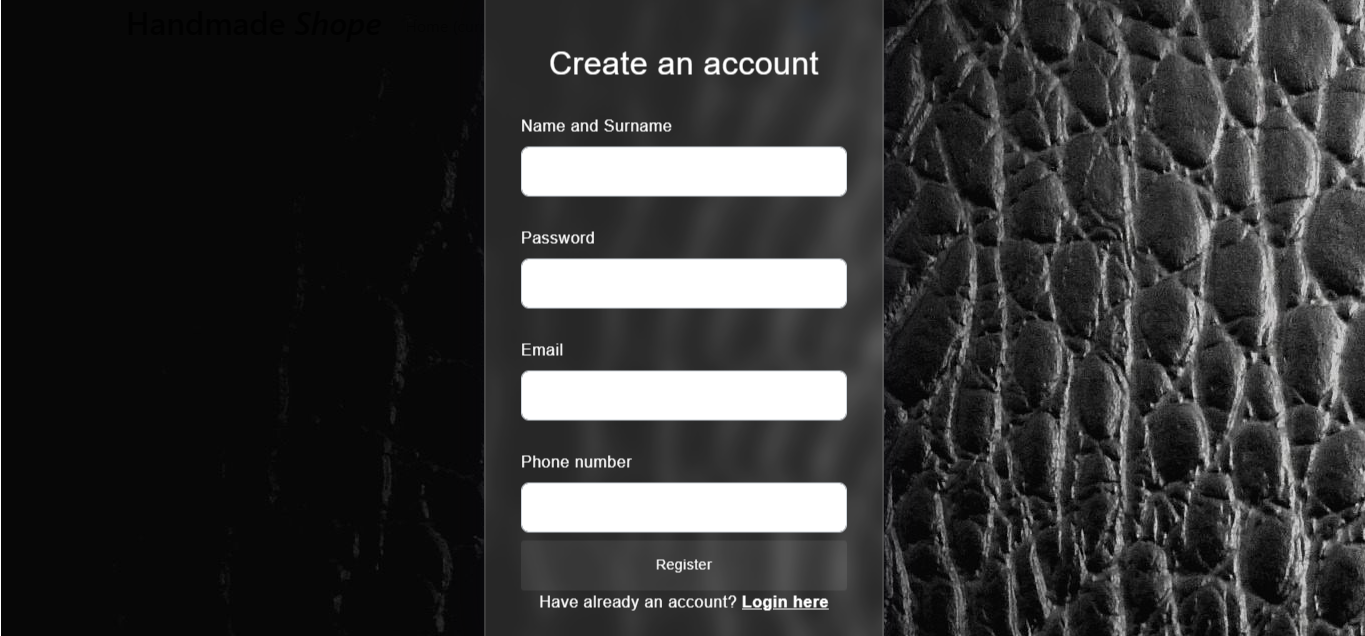 Handmade Shope
Create an account
Name and Surname
Password
Email
Phone number
Register
Have already an account? Login here